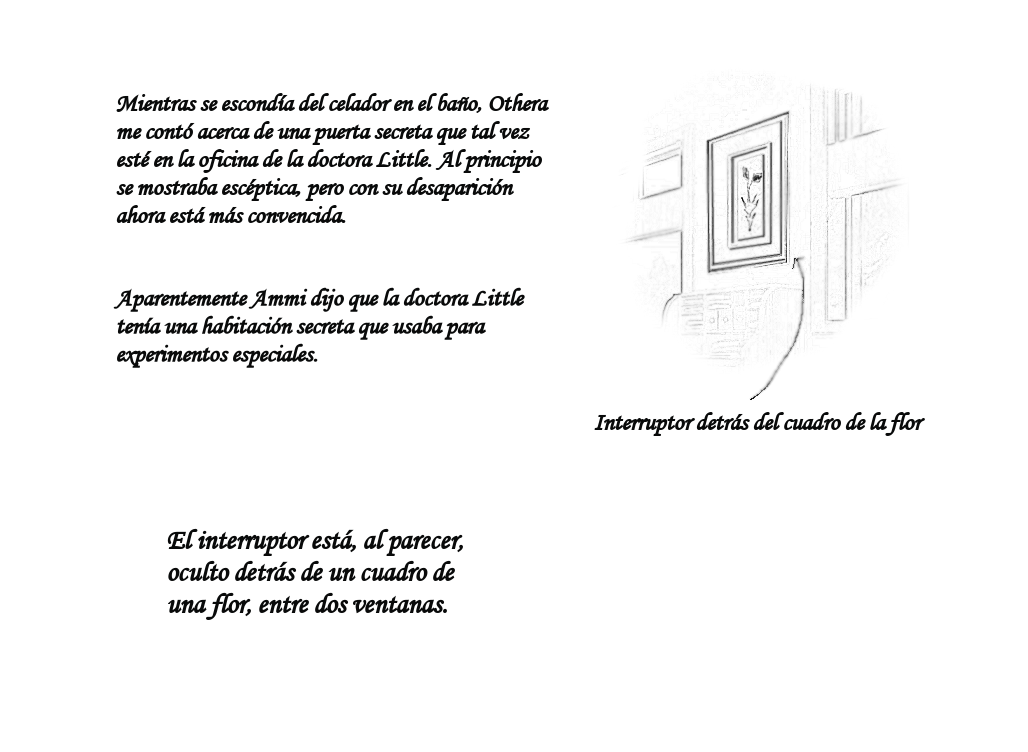 Mientras se escondía del celador en el baño, Othera
me contó acerca de una puerta secreta que tal vez
esté en la oficina de la doctora Little. Al principio
se mostraba escéptica, pero con su desaparición
ahora está más convencida.
Aparentemente Ammi dijo que la doctora Little
tenía una habitación secreta que usaba para
experimentos especiales.
Interruptor detrás del cuadro de la flor
El interruptor está, al parecer,
oculto detrás de un cuadro de
una flor, entre dos ventanas.